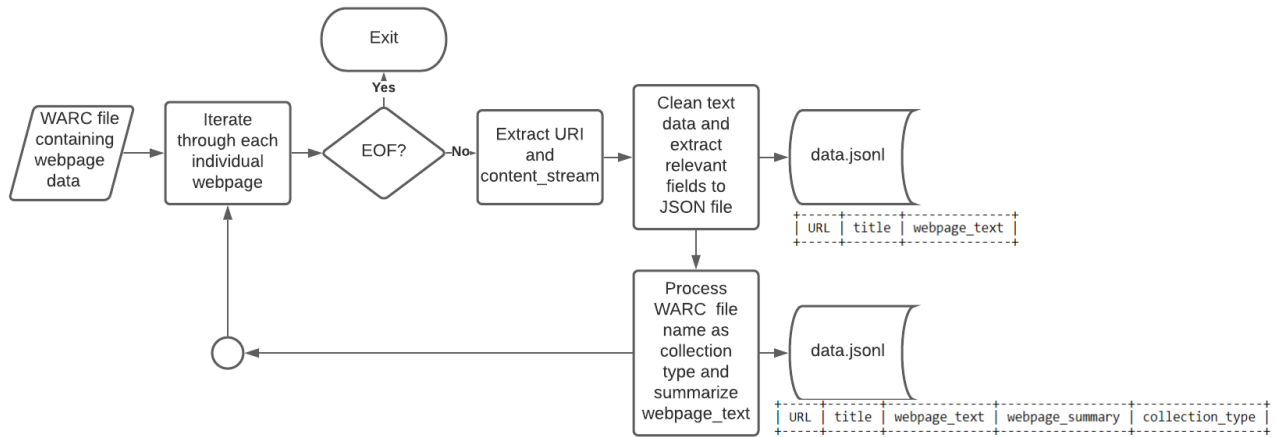 Exit
Yes
WARC file
containing
webpage
data
Iterate
through each
individual
webpage
EOF?
No
Extract URI
and
content_stream
Clean text
data and
extract
relevant
fields to
JSON file
data.jsonl
| URL | title | webpage_text |
Process
WARC file
name as
collection
type and
summarize
webpage_text
data.jsonl
| URL | title | webpage_text | webpage_summary | collection_type |